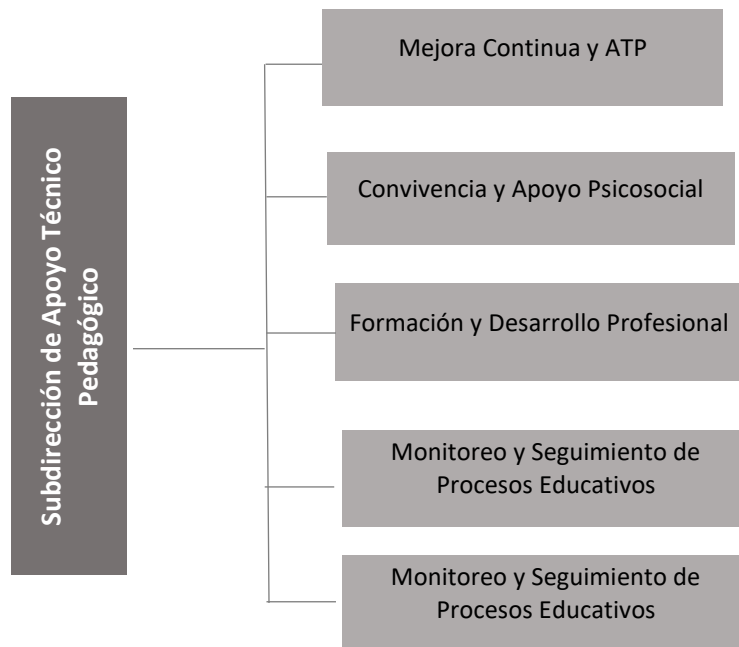 Subdirección de Apoyo Técnico
Pedagógico
Mejora Continua y ATP
Convivencia y Apoyo Psicosocial
Formación y Desarrollo Profesional
Monitoreo y Seguimiento de
Procesos Educativos
Monitoreo y Seguimiento de
Procesos Educativos